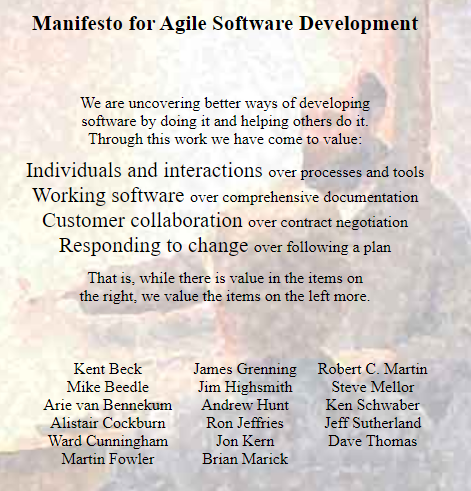 Manifesto for Agile Software Development
We are uncovering better ways of developing
software by doing it and helping others do it.
Through this work we have come to value:
Individuals and interactions over processes and tools
Working software over comprehensive documentation
Customer collaboration over contract negotiation
Responding to change over following a plan
That is, while there is value in the items on
the right, we value the items on the left more.
Kent Beck
Mike Beedle
Arie van Bennekum
Alistair Cockburn
Ward Cunningham
Martin Fowler
James Grenning
Jim Highsmith
Andrew Hunt
Ron Jeffries
Jon Kern
Brian Marick
Robert C. Martin
Steve Mellor
Ken Schwaber
Jeff Sutherland
Dave Thomas